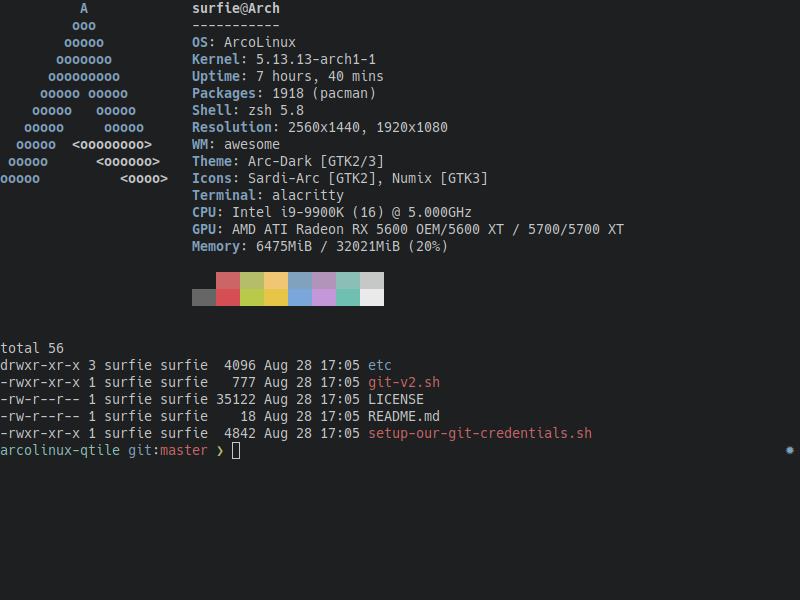 A surfie@Arch
ooo -----------
ooooo OS: ArcoLinux
ooooooo Kernel: 5.13.13-arch1-1
ooooooooo Uptime: 7 hours, 40 mins
ooooo ooooo Packages: 1918 (pacman)
ooooo   ooooo Shell: zsh 5.8
ooooo     ooooo Resolution: 2560x1440, 1920x1080
ooooo  <oooooooo> WM: awesome
ooooo      <oooooo> Theme: Arc-Dark [GTK2/3]
ooooo          <oooo> Icons: Sardi-Arc [GTK2], Numix [GTK3]
Terminal: alacritty
CPU: Intel i9-9900K (16) @ 5.000GHz
GPU: AMD ATI Radeon RX 5600 OEM/5600 XT / 5700/5700 XT
Memory: 6475MiB / 32021MiB (20%)
total 56
drwxr-xr-x 3 surfie surfie  4096 Aug 28 17:05 etc
-rwxr-xr-x 1 surfie surfie   777 Aug 28 17:05 git-v2.sh
-rw-r--r-- 1 surfie surfie 35122 Aug 28 17:05 LICENSE
-rw-r--r-- 1 surfie surfie    18 Aug 28 17:05 README.md
-rwxr-xr-x 1 surfie surfie  4842 Aug 28 17:05 setup-our-git-credentials.sh
arcolinux-qtile git:master ❯